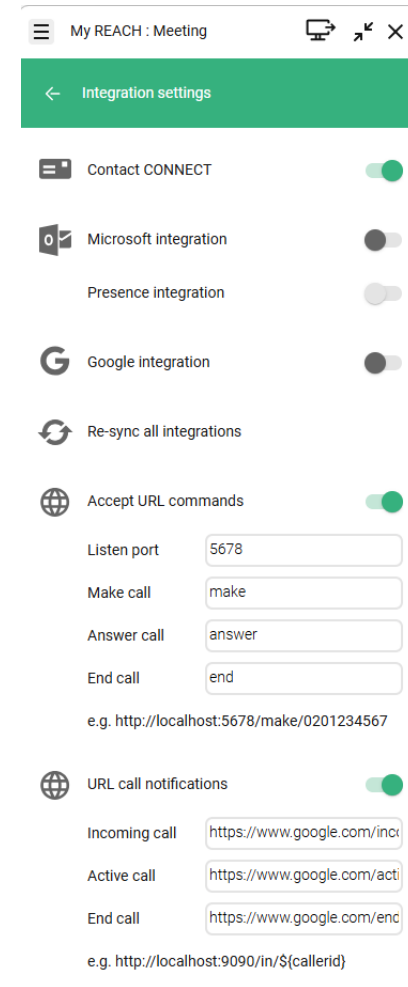 My REACH : Meeting
Integration settings
Contact CONNECT
Microsoft integration
Presence integration
Google integration
Re-sync all integrations
Accept URL commands
Listen port 5678
Make call make
Answer call answer
End call end
e.g. http://localhost:5678/make/0201234567
URL call notifications
Incoming call https://www.google.com/inc
Active call https://www.google.com/acti
End call https://www.google.com/end
e.g. http://localhost:9090/in/${callerid}